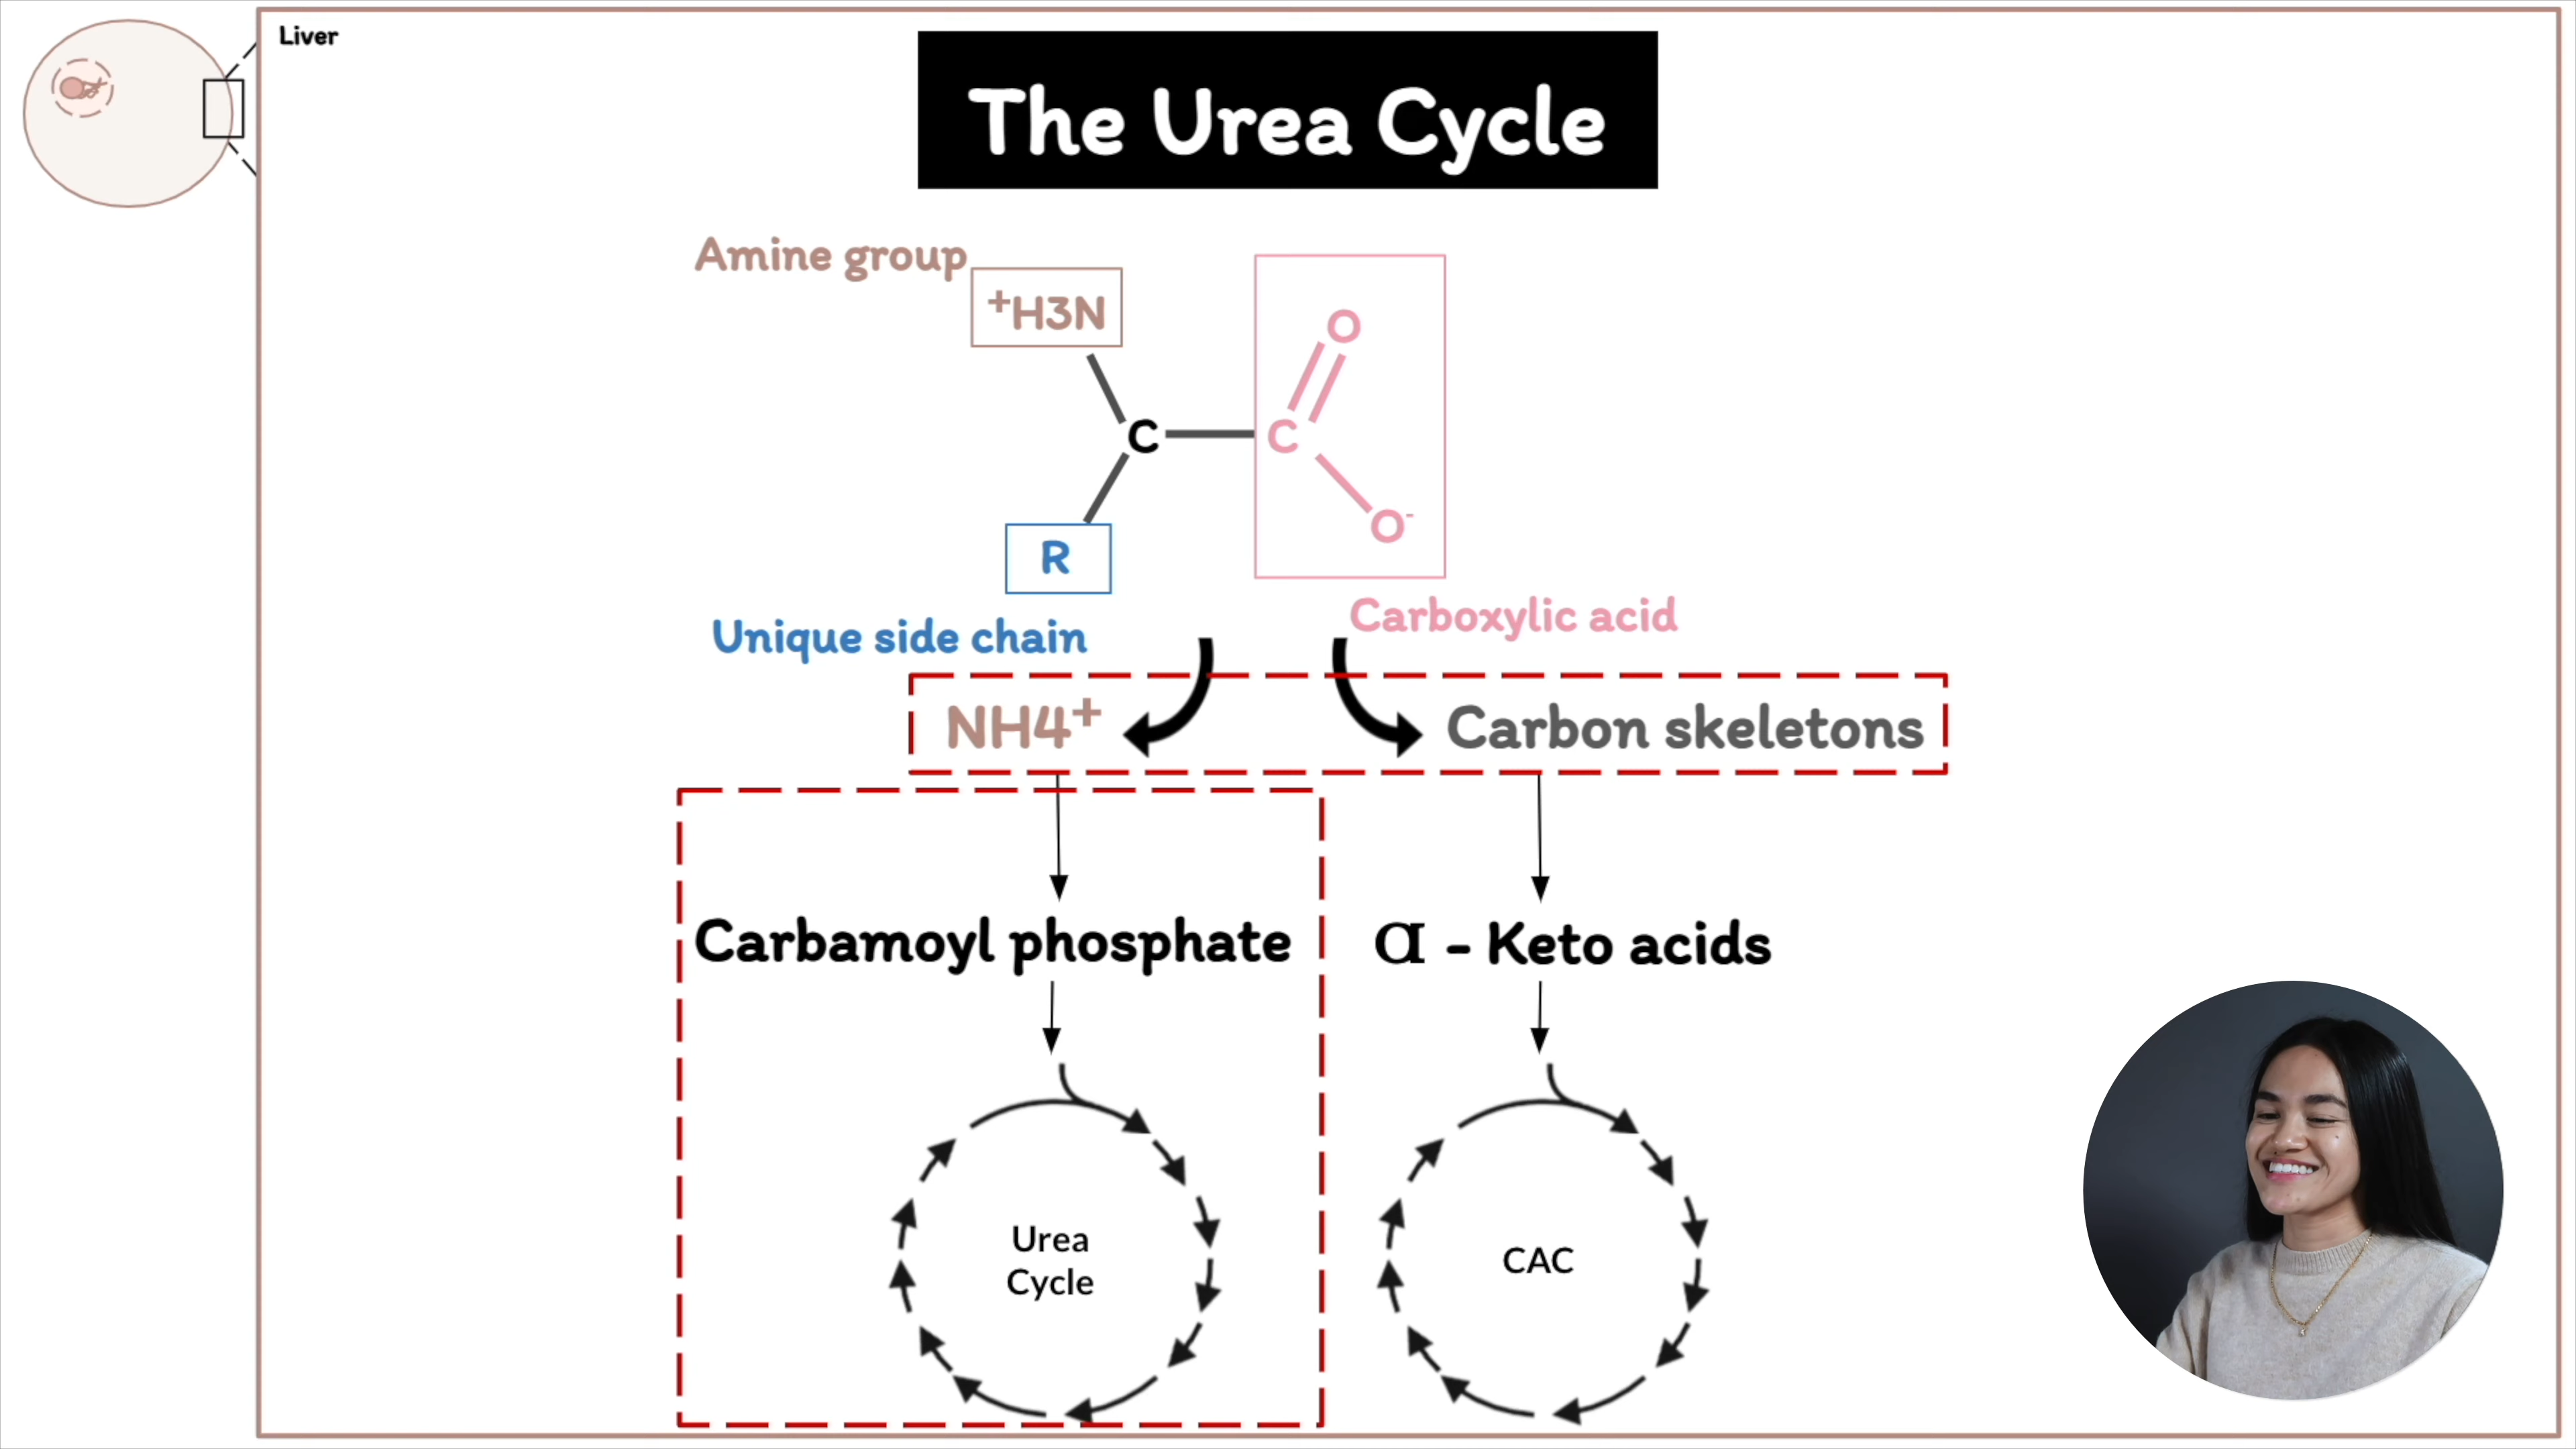 Liver
The Urea Cycle
Amine group
⁺H3N
O
C
C
O⁻
R
Carboxylic acid
Unique side chain
NH4⁺
Carbon skeletons
Carbamoyl phosphate
α - Keto acids
Urea
Cycle
CAC